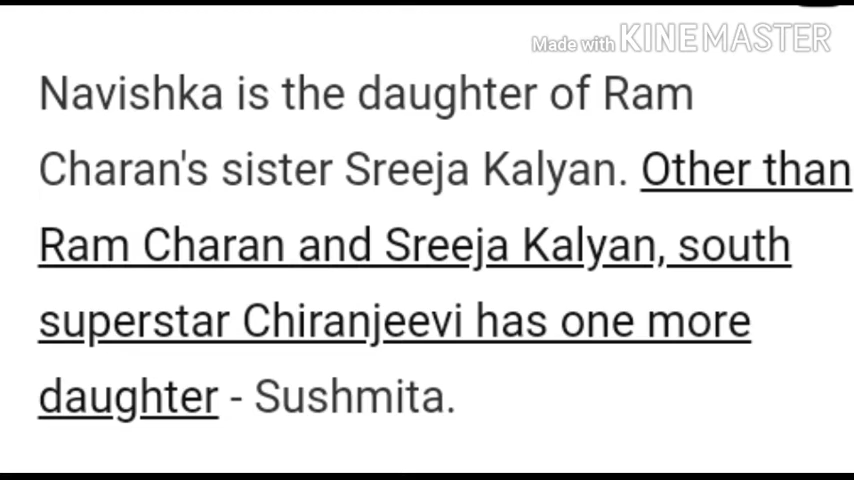 Made with KINEMASTER
Navishka is the daughter of Ram
Charan's sister Sreeja Kalyan. Other than
Ram Charan and Sreeja Kalyan, south
superstar Chiranjeevi has one more
daughter - Sushmita.